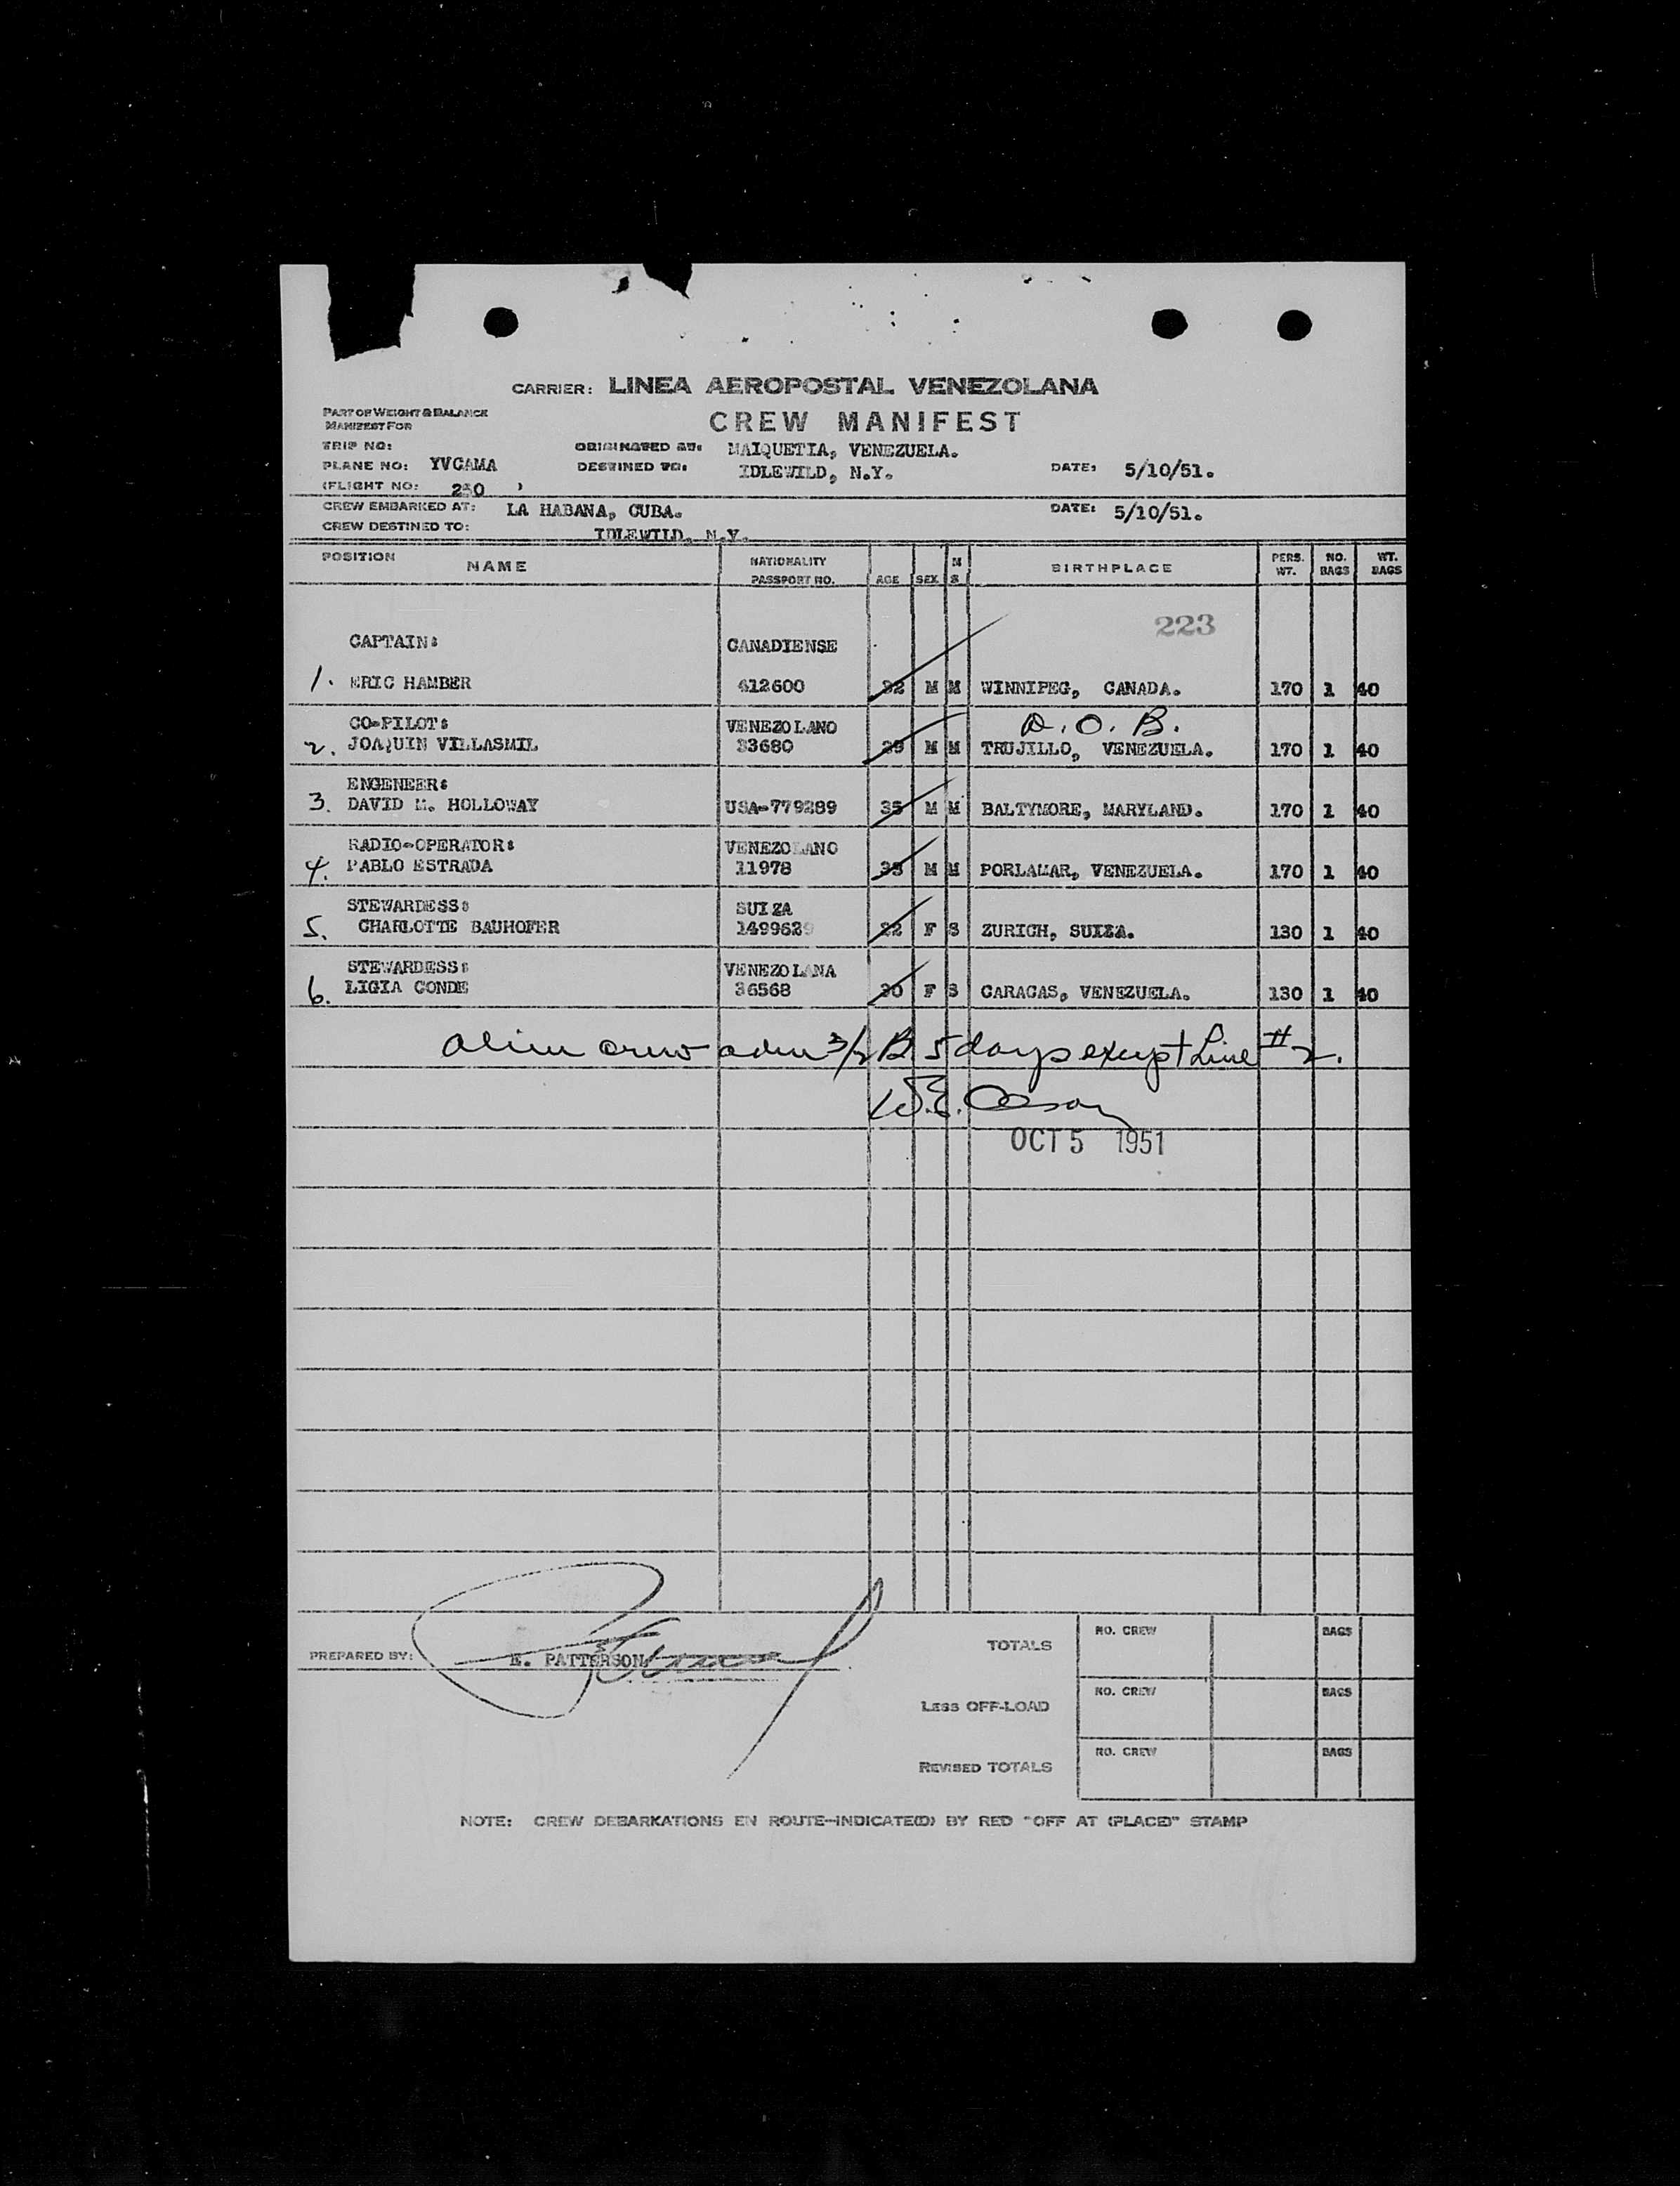 CARRIER: LINEA AEROPOSTAL VENEZOLANA
PART OF WEIGHT & BALANCE
MANIFEST FOR
CREW MANIFEST
TRIP NO: ORIGINATED AT: MAIQUETIA, VENEZUELA.
PLANE NO: YVCAMA DESTINED TO: IDLEWILD, N.Y. DATE: 5/10/51.
(FLIGHT NO: 250 )
CREW EMBARKED AT: LA HABANA, CUBA. DATE: 5/10/51.
CREW DESTINED TO: IDLEWILD, N.Y.
POSITION NAME NATIONALITY PASSPORT NO. AGE SEX M S BIRTHPLACE PERS. WT. NO. BAGS WT. BAGS
223
CAPTAIN: CANADIENSE
1. ERIC HAMBER 412600 32 M M WINNIPEG, CANADA. 170 1 40
CO-PILOT: VENEZOLANO D.O.B.
2. JOAQUIN VILLASMIL 33680 29 M M TRUJILLO, VENEZUELA. 170 1 40
ENGENEER:
3. DAVID M. HOLLOWAY USA-779289 35 M M BALTYMORE, MARYLAND. 170 1 40
RADIO-OPERATOR: VENEZOLANO
4. PABLO ESTRADA 11978 35 M M PORLAMAR, VENEZUELA. 170 1 40
STEWARDESS: SUIZA
5. CHARLOTTE BAUHOFER 1499629 22 F S ZURICH, SUIZA. 130 1 40
STEWARDESS: VENEZOLANA
6. LIGIA CONDE 36568 30 F S CARACAS, VENEZUELA. 130 1 40
alien crew adm 3/2 B 5 days except Line #2.
W.E.
OCT 5 1951
PREPARED BY: E. PATTERSON
TOTALS NO. CREW BAGS
LESS OFF-LOAD NO. CREW BAGS
REVISED TOTALS NO. CREW BAGS
NOTE: CREW DEBARKATIONS EN ROUTE-INDICATE(D) BY RED "OFF AT (PLACE)" STAMP